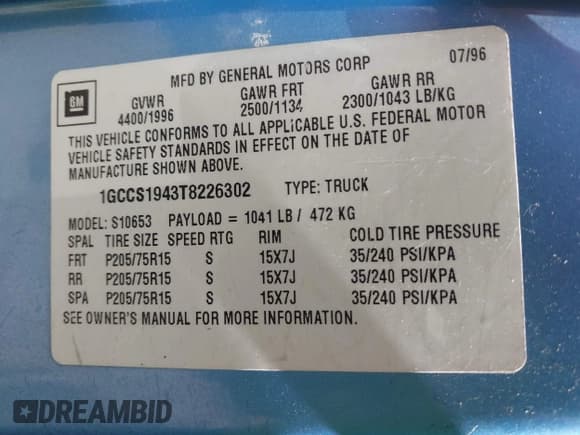 MFD BY GENERAL MOTORS CORP 07/96
GM
GVWR GAWR FRT GAWR RR
4400/1996 2500/1134 2300/1043 LB/KG
THIS VEHICLE CONFORMS TO ALL APPLICABLE U.S. FEDERAL MOTOR
VEHICLE SAFETY STANDARDS IN EFFECT ON THE DATE OF
MANUFACTURE SHOWN ABOVE.
1GCCS1943T8226302 TYPE: TRUCK
MODEL: S10653 PAYLOAD = 1041 LB / 472 KG
SPAL TIRE SIZE SPEED RTG RIM COLD TIRE PRESSURE
FRT P205/75R15 S 15X7J 35/240 PSI/KPA
RR P205/75R15 S 15X7J 35/240 PSI/KPA
SPA P205/75R15 S 15X7J 35/240 PSI/KPA
SEE OWNER'S MANUAL FOR MORE INFORMATION.
DREAMBID